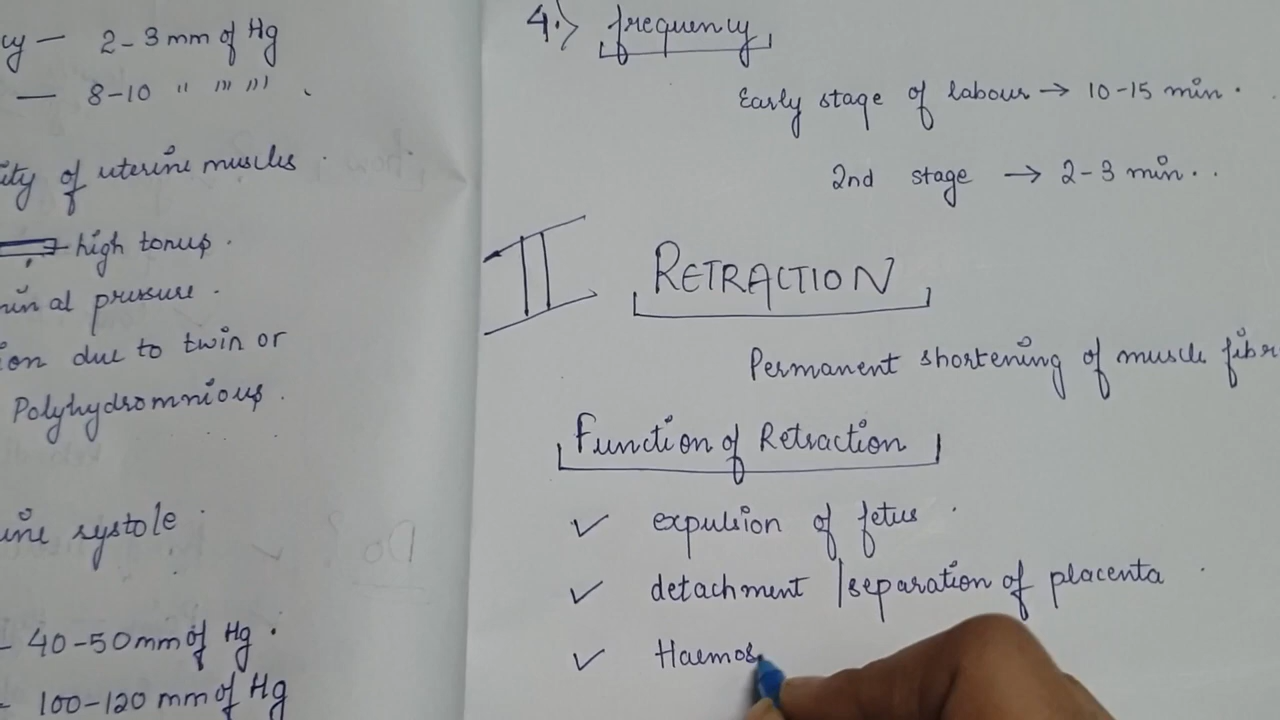 cy — 2-3 mm of Hg
— 8-10 " "' "'
ity of uterine muscles
high tonus.
inal pressure.
ion due to twin or
Polyhydromnious.
ine systole
- 40-50 mm of Hg.
- 100-120 mm of Hg
4.) frequency
Early stage of labour → 10-15 min.
2nd stage → 2-3 min..
II RETRACTION
Permanent shortening of muscle fibr
Function of Retraction
✓ expulsion of fetus.
✓ detachment /separation of placenta
✓ Haemos